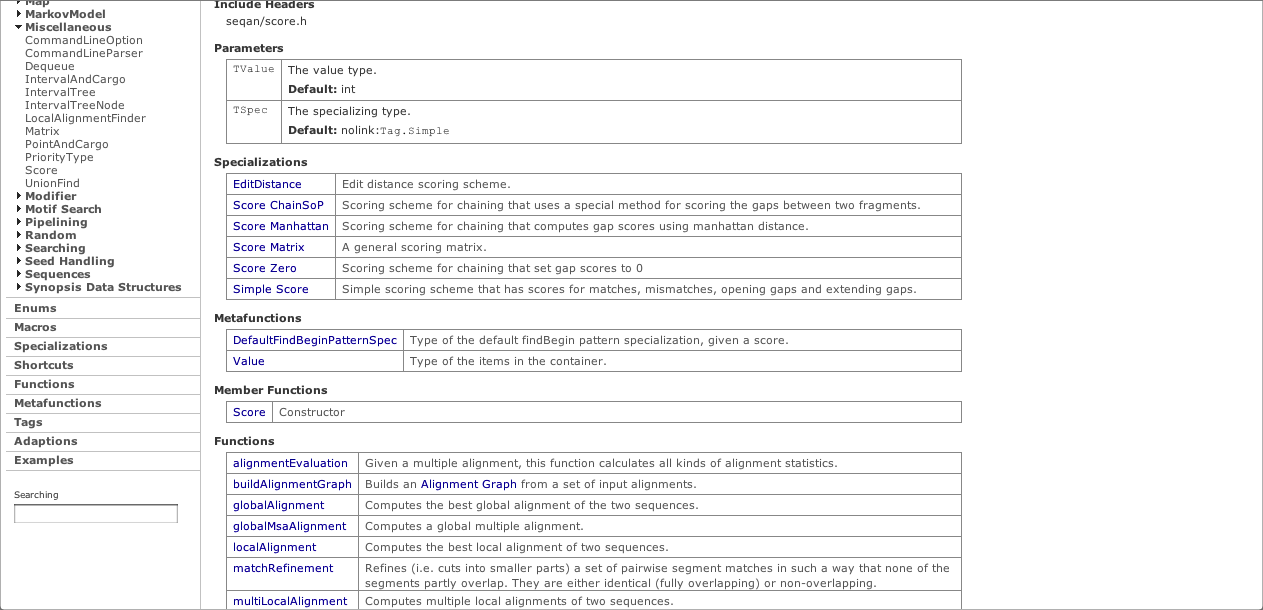 Map
MarkovModel
Miscellaneous
CommandLineOption
CommandLineParser
Dequeue
IntervalAndCargo
IntervalTree
IntervalTreeNode
LocalAlignmentFinder
Matrix
PointAndCargo
PriorityType
Score
UnionFind
Modifier
Motif Search
Pipelining
Random
Searching
Seed Handling
Sequences
Synopsis Data Structures
Enums
Macros
Specializations
Shortcuts
Functions
Metafunctions
Tags
Adaptions
Examples
Searching
Include Headers
seqan/score.h
Parameters
TValue The value type.
Default: int
TSpec The specializing type.
Default: nolink:Tag.Simple
Specializations
EditDistance Edit distance scoring scheme.
Score ChainSoP Scoring scheme for chaining that uses a special method for scoring the gaps between two fragments.
Score Manhattan Scoring scheme for chaining that computes gap scores using manhattan distance.
Score Matrix A general scoring matrix.
Score Zero Scoring scheme for chaining that set gap scores to 0
Simple Score Simple scoring scheme that has scores for matches, mismatches, opening gaps and extending gaps.
Metafunctions
DefaultFindBeginPatternSpec Type of the default findBegin pattern specialization, given a score.
Value Type of the items in the container.
Member Functions
Score Constructor
Functions
alignmentEvaluation Given a multiple alignment, this function calculates all kinds of alignment statistics.
buildAlignmentGraph Builds an Alignment Graph from a set of input alignments.
globalAlignment Computes the best global alignment of the two sequences.
globalMsaAlignment Computes a global multiple alignment.
localAlignment Computes the best local alignment of two sequences.
matchRefinement Refines (i.e. cuts into smaller parts) a set of pairwise segment matches in such a way that none of the
segments partly overlap. They are either identical (fully overlapping) or non-overlapping.
multiLocalAlignment Computes multiple local alignments of two sequences.